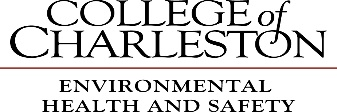 COLLEGE of
CHARLESTON
ENVIRONMENTAL
HEALTH AND SAFETY